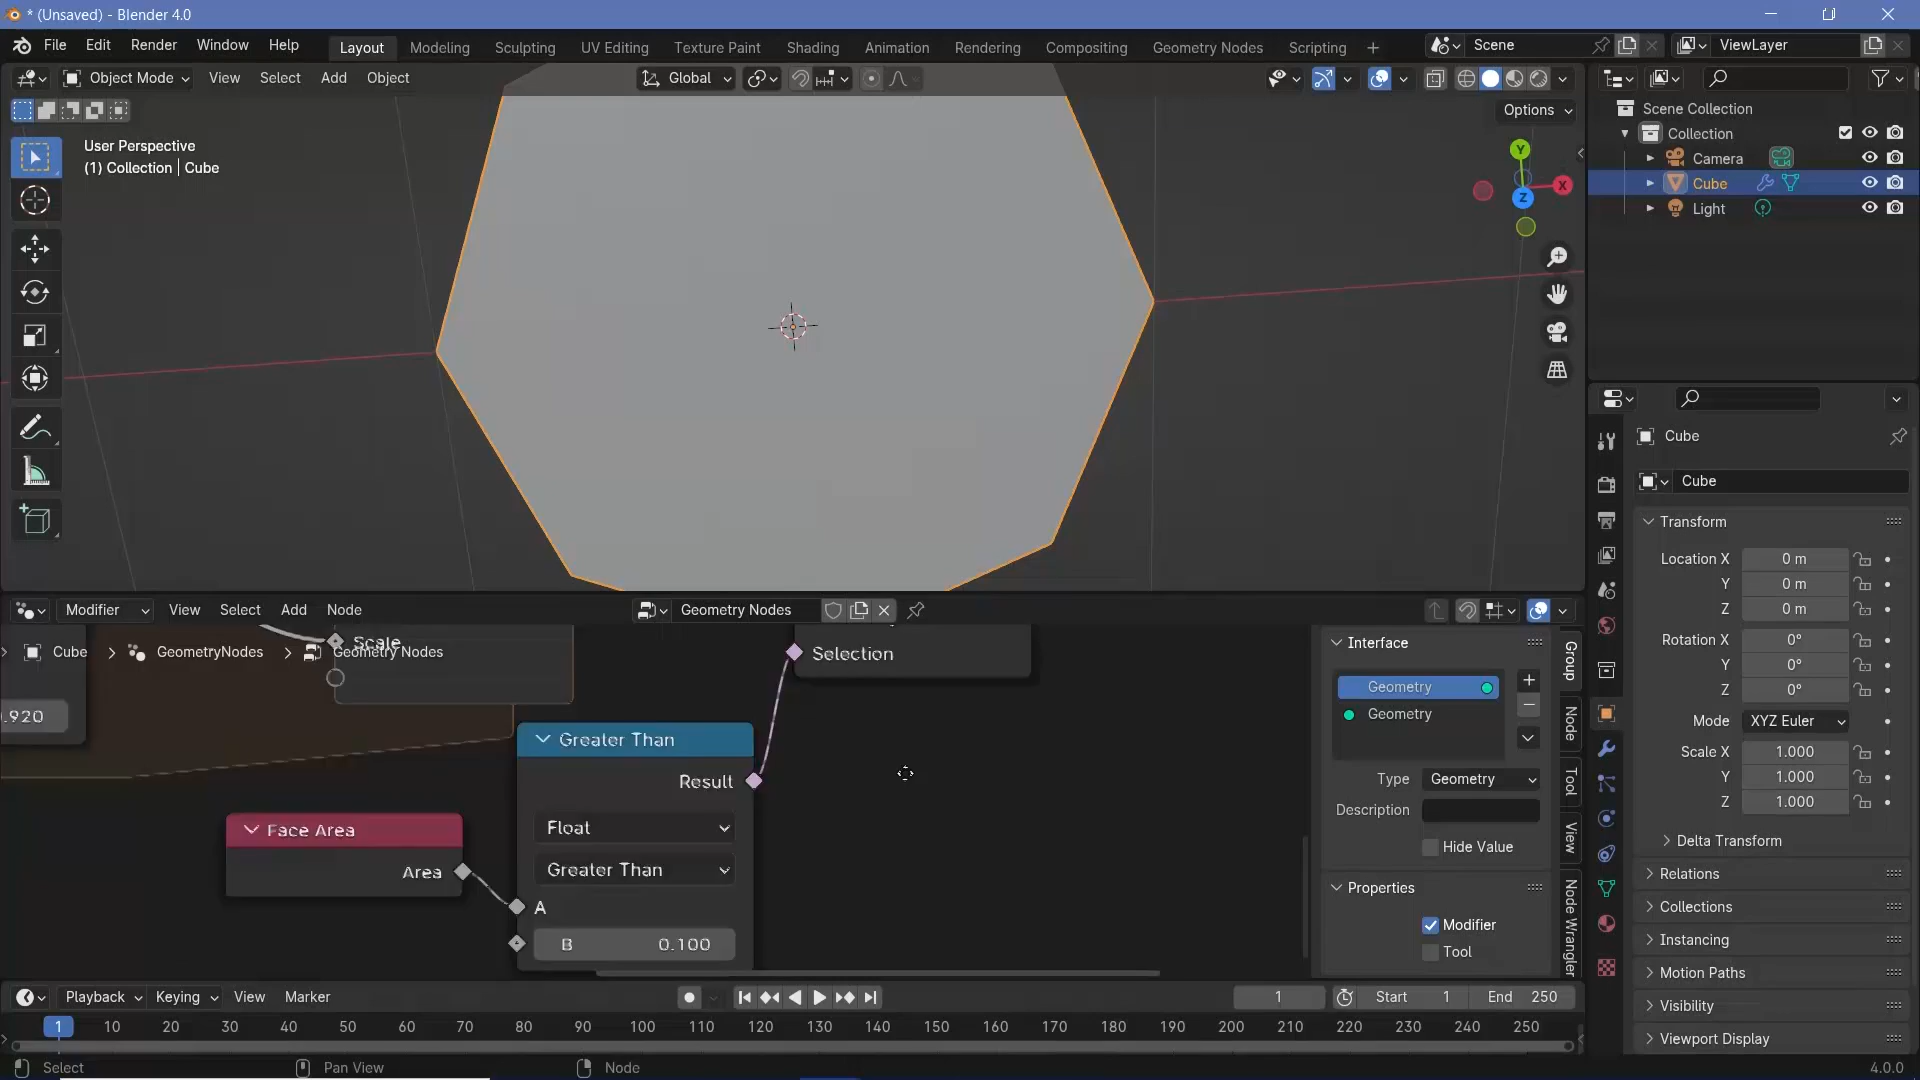 * (Unsaved) - Blender 4.0
File Edit Render Window Help Layout Modeling Sculpting UV Editing Texture Paint Shading Animation Rendering Compositing Geometry Nodes Scripting + Scene ViewLayer
Object Mode View Select Add Object Global
Options
User Perspective
(1) Collection | Cube
Y
X
Z
Scene Collection
Collection
Camera
Cube
Light
Cube
Cube
Transform
Location X 0 m
Y 0 m
Z 0 m
Rotation X 0°
Y 0°
Z 0°
Mode XYZ Euler
Scale X 1.000
Y 1.000
Z 1.000
Delta Transform
Relations
Collections
Instancing
Motion Paths
Visibility
Viewport Display
Modifier View Select Add Node Geometry Nodes
Cube > GeometryNodes > Geometry Nodes
Scale
.920
Selection
Greater Than
Result
Float
Greater Than
A
B 0.100
Face Area
Area
Interface
Geometry
Geometry
Type Geometry
Description
Hide Value
Properties
Modifier
Tool
Group
Node
Tool
View
Node Wrangler
Playback Keying View Marker 1 Start 1 End 250
1 10 20 30 40 50 60 70 80 90 100 110 120 130 140 150 160 170 180 190 200 210 220 230 240 250
Select Pan View Node 4.0.0